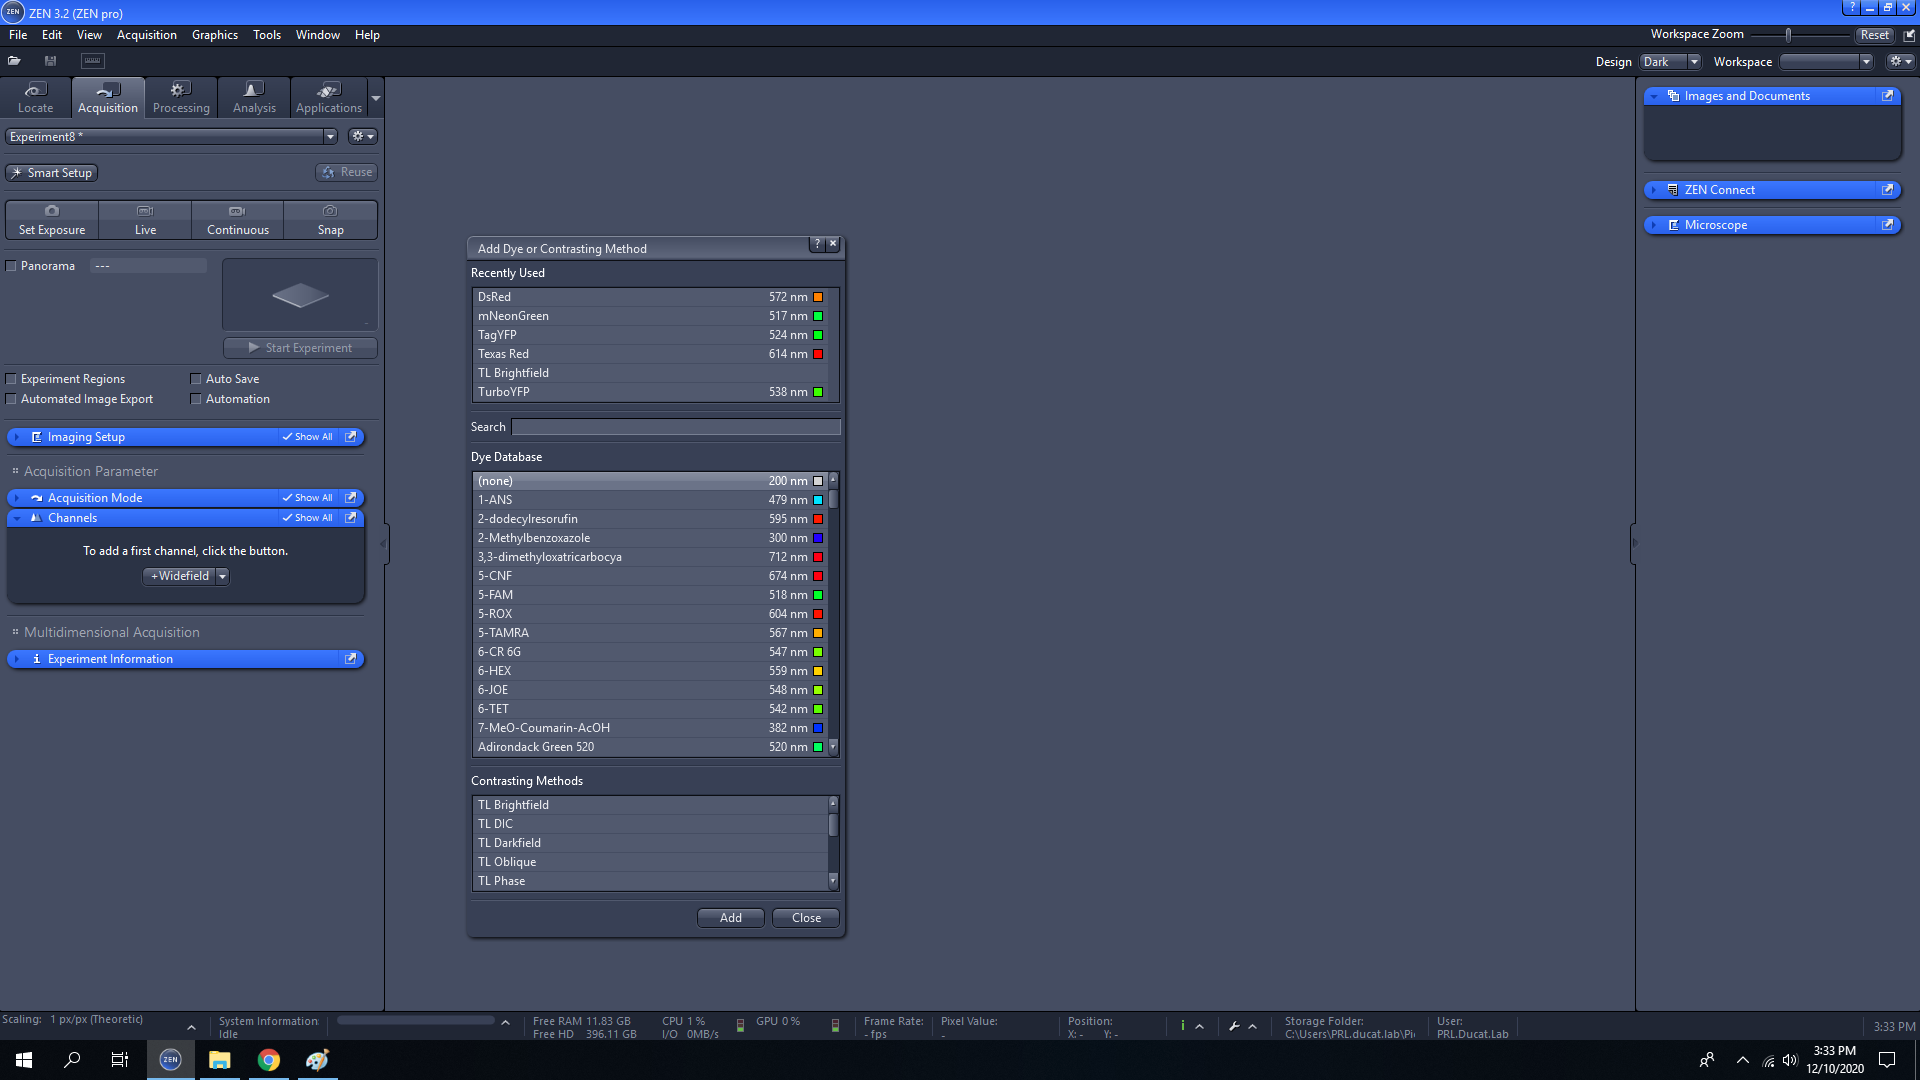 ZEN 3.2 (ZEN pro)
File Edit View Acquisition Graphics Tools Window Help
Workspace Zoom Reset
Design Dark Workspace
Locate Acquisition Processing Analysis Applications
Experiment8 *
Smart Setup Reuse
Set Exposure Live Continuous Snap
Panorama ---
Start Experiment
Experiment Regions Auto Save
Automated Image Export Automation
Imaging Setup Show All
Acquisition Parameter
Acquisition Mode Show All
Channels Show All
To add a first channel, click the button.
+Widefield
Multidimensional Acquisition
Experiment Information
Add Dye or Contrasting Method
Recently Used
DsRed 572 nm
mNeonGreen 517 nm
TagYFP 524 nm
Texas Red 614 nm
TL Brightfield
TurboYFP 538 nm
Search
Dye Database
(none) 200 nm
1-ANS 479 nm
2-dodecylresorufin 595 nm
2-Methylbenzoxazole 300 nm
3,3-dimethyloxatricarbocya 712 nm
5-CNF 674 nm
5-FAM 518 nm
5-ROX 604 nm
5-TAMRA 567 nm
6-CR 6G 547 nm
6-HEX 559 nm
6-JOE 548 nm
6-TET 542 nm
7-MeO-Coumarin-AcOH 382 nm
Adirondack Green 520 520 nm
Contrasting Methods
TL Brightfield
TL DIC
TL Darkfield
TL Oblique
TL Phase
Add Close
Images and Documents
ZEN Connect
Microscope
Scaling: 1 px/px (Theoretic)
System Information:
Idle
Free RAM 11.83 GB
Free HD 396.11 GB
CPU 1 %
I/O 0MB/s
GPU 0 %
Frame Rate:
- fps
Pixel Value:
-
Position:
X: - Y: -
Storage Folder:
C:\Users\PRL.ducat.lab\Pi
User:
PRL.Ducat.Lab
3:33 PM
ZEN
3:33 PM
12/10/2020